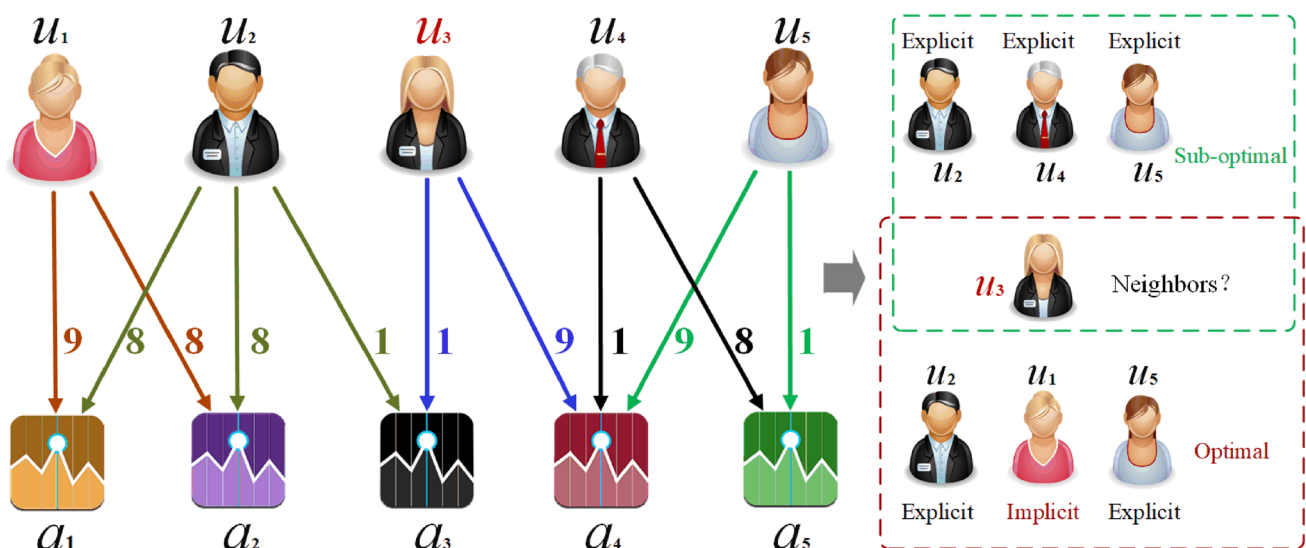 u₁ u₂ u₃ u₄ u₅
9 8 8 8 1 1 9 1 9 8 1
a₁ a₂ a₃ a₄ a₅
Explicit Explicit Explicit
u₂ u₄ u₅
Sub-optimal
u₃ Neighbors?
u₂ u₁ u₅
Optimal
Explicit Implicit Explicit